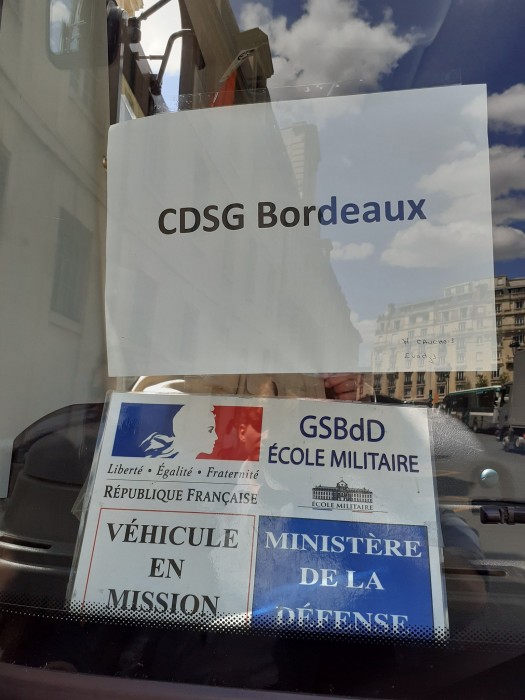 CDSG Bordeaux
Liberté • Égalité • Fraternité
RÉPUBLIQUE FRANÇAISE
GSBdD
ÉCOLE MILITAIRE
ÉCOLE MILITAIRE
VÉHICULE
EN
MISSION
MINISTÈRE
DE LA
DÉFENSE